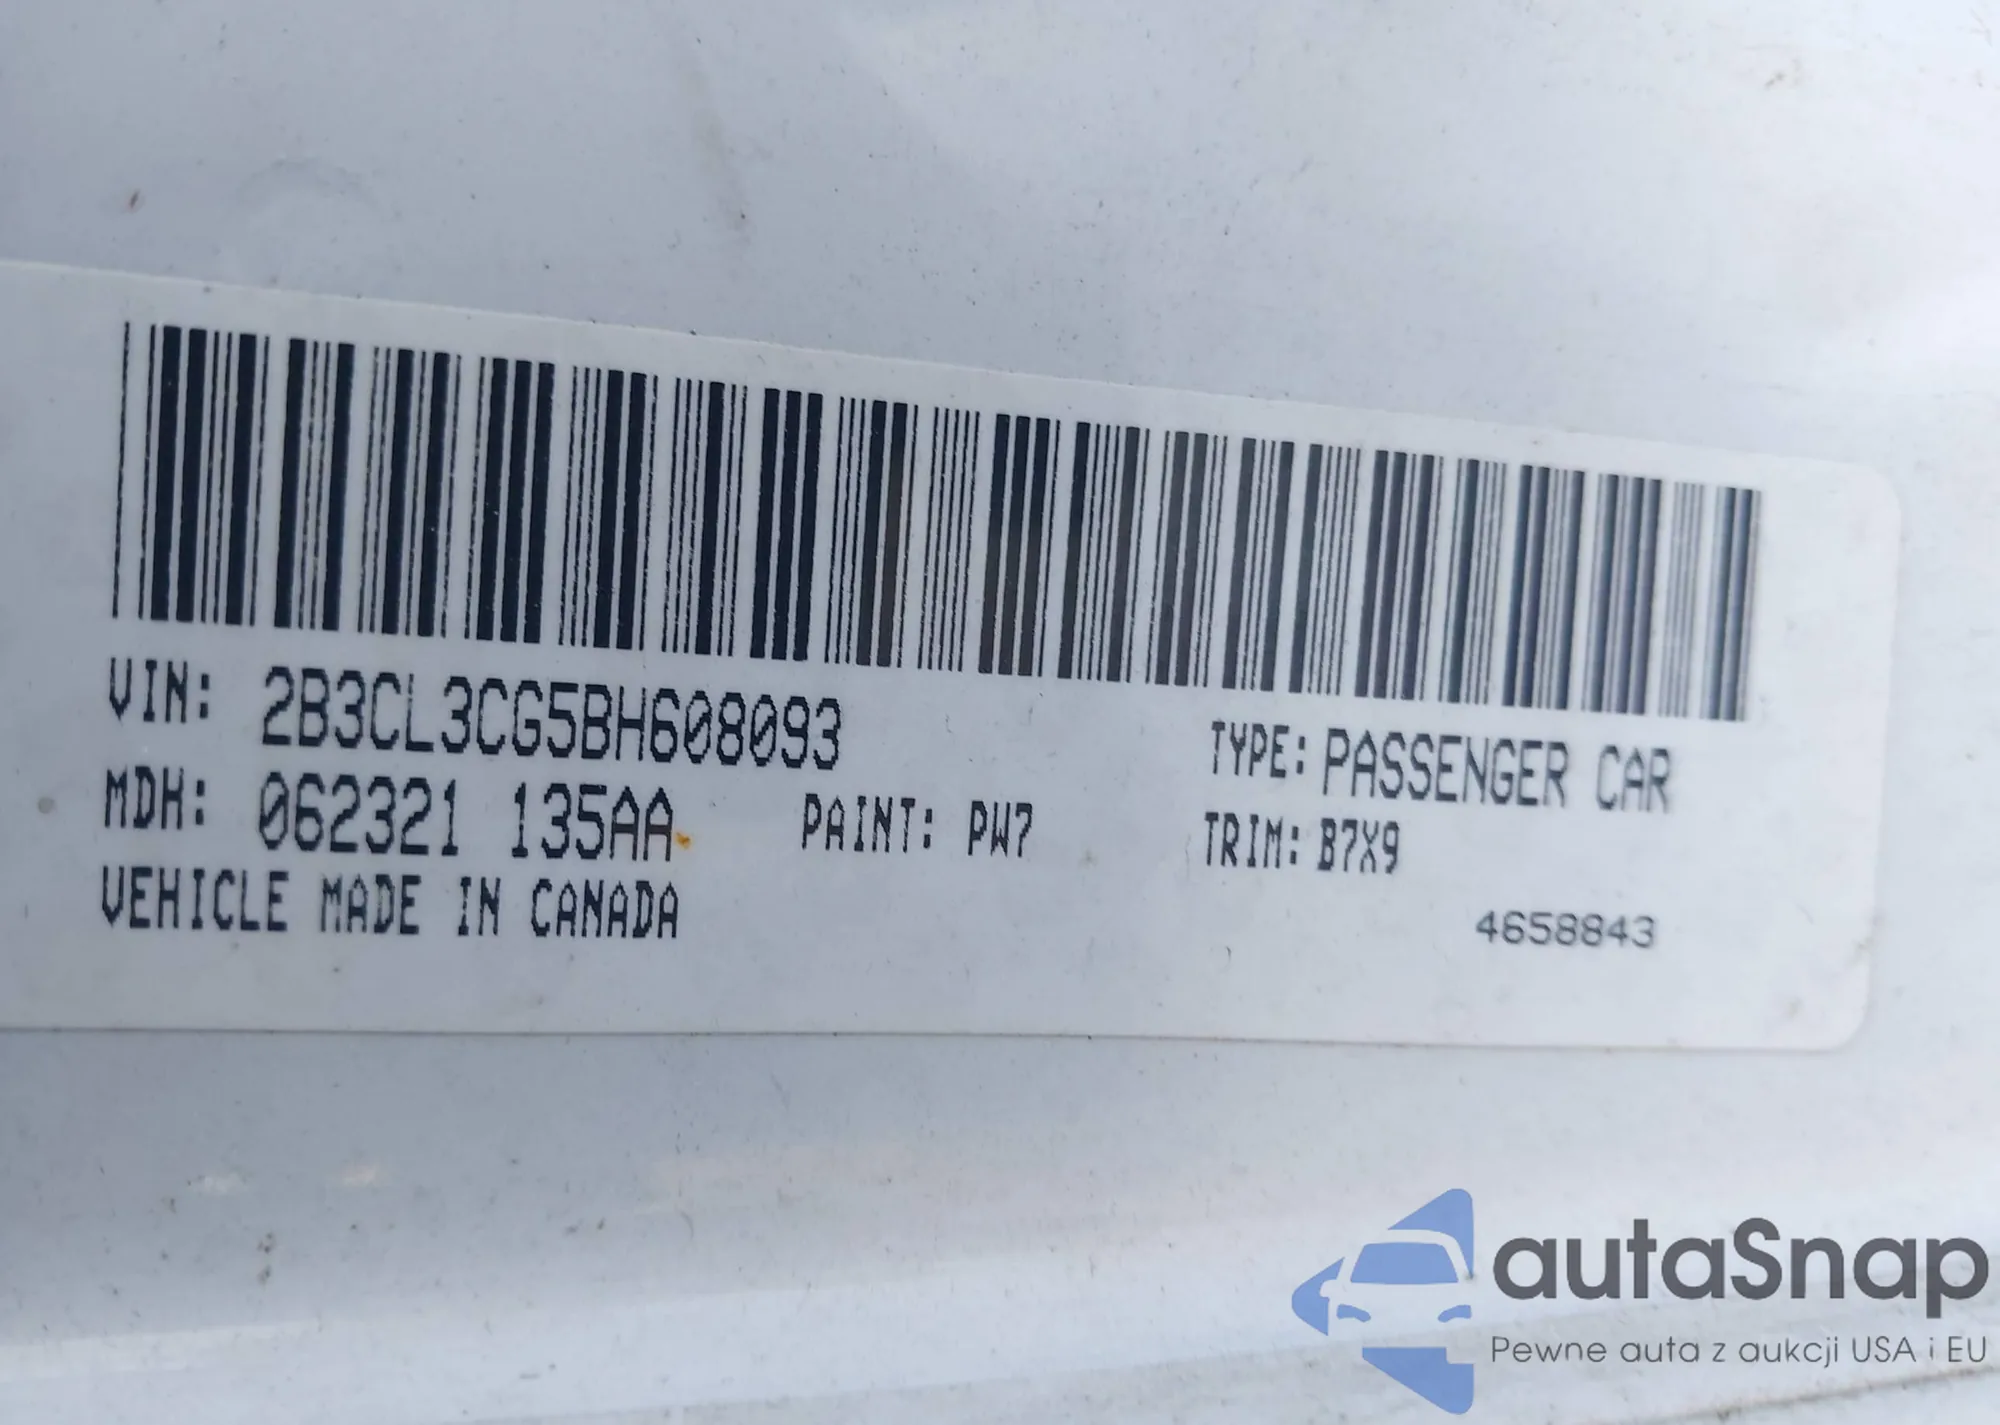 VIN: 2B3CL3CG5BH608093
TYPE: PASSENGER CAR
MDH: 062321 135AA PAINT: PW7 TRIM: B7X9
VEHICLE MADE IN CANADA
4658843
autaSnap
Pewne auta z aukcji USA i EU